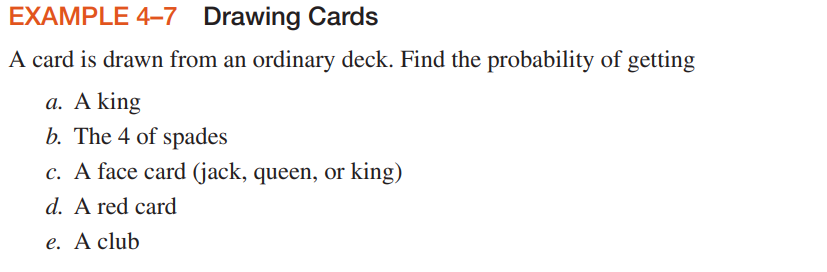 EXAMPLE 4–7 Drawing Cards
A card is drawn from an ordinary deck. Find the probability of getting
a. A king
b. The 4 of spades
c. A face card (jack, queen, or king)
d. A red card
e. A club